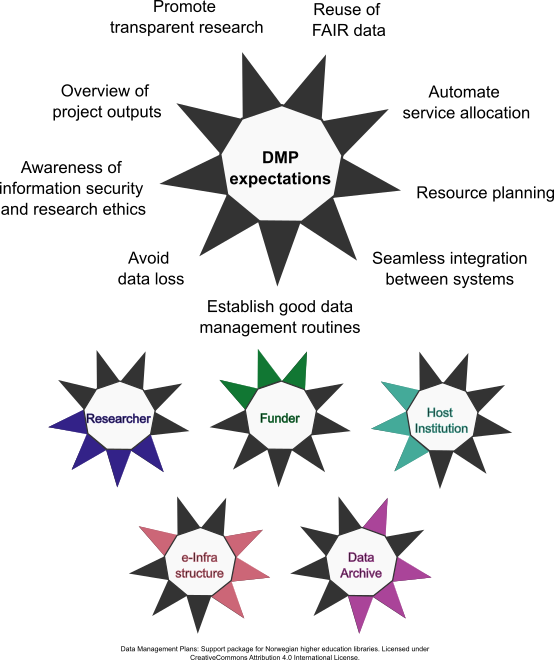 Promote
transparent research
Reuse of
FAIR data
Overview of
project outputs
Automate
service allocation
DMP
expectations
Awareness of
information security
and research ethics
Resource planning
Avoid
data loss
Seamless integration
between systems
Establish good data
management routines
Researcher
Funder
Host
Institution
e-Infra
structure
Data
Archive
Data Management Plans: Support package for Norwegian higher education libraries. Licensed under
CreativeCommons Attribution 4.0 International License.